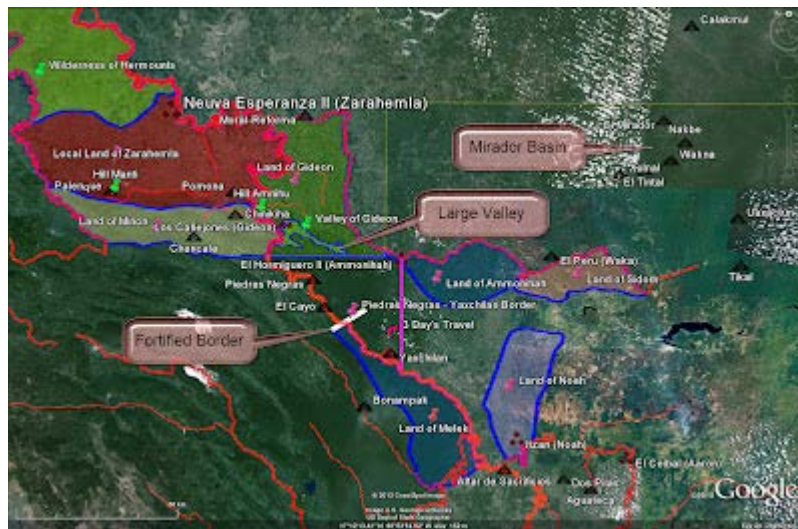 Calakmul
Wilderness of Hermounts
Neuva Esperanza II (Zarahemla)
Moral-Reforma
Mirador
Nakbe
Mirador Basin
Wakna
Local Land of Zarahemla
Land of Gideon
El Tintal
Hill Manti
Palenque
Pomona
Hill Amnihu
Large Valley
Land of Minon
Chinikiha
Valley of Gideon
Los Callejones (Gideon)
Chancala
Tikal
El Hormiguero II (Ammonihah)
El Peru (Waka)
Land of Ammonihah
Land of Sidom
Piedras Negras
El Cayo
Piedras Negras - Yaxchilan Border
3 Day's Travel
Fortified Border
Yaxchilan
Land of Noah
Bonampak
Land of Melek
Itzan (Noah)
El Ceibal (Aaron)
Altar de Sacrificios
Dos Pilas
Aguateca
Google